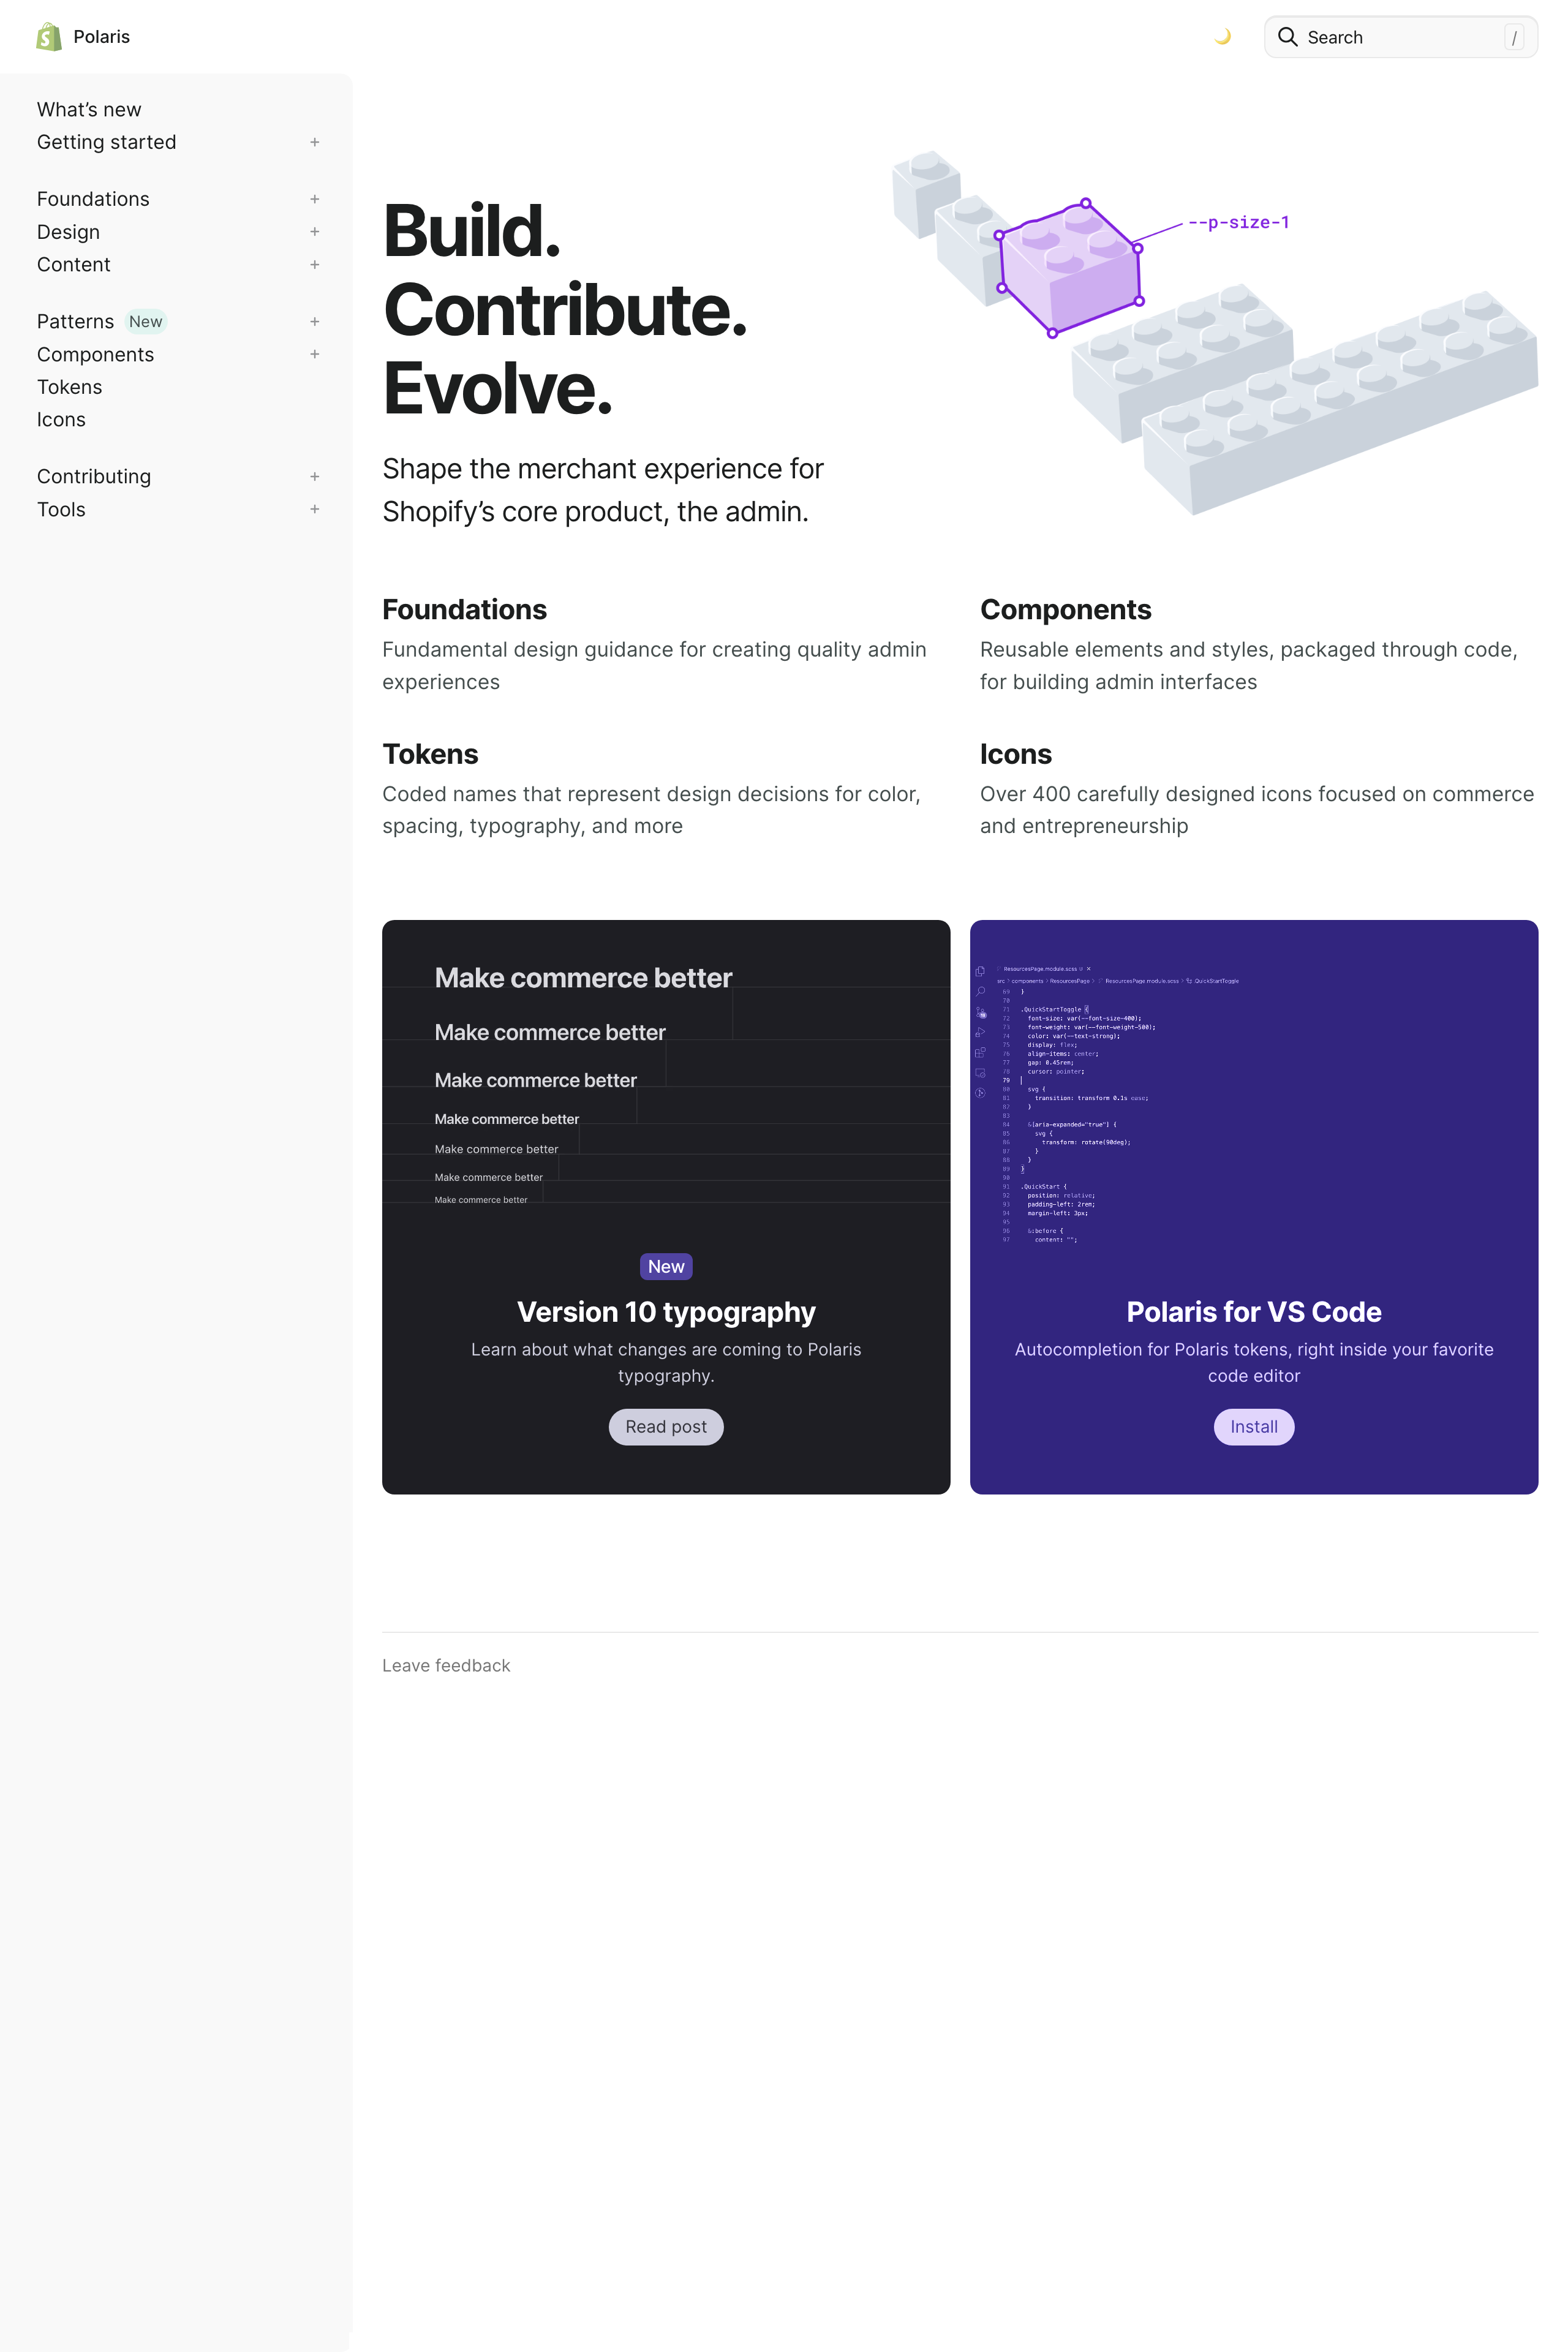 Polaris
Search
/
What’s new
Getting started
Foundations
Design
Content
Patterns New
Components
Tokens
Icons
Contributing
Tools
Build.
Contribute.
Evolve.
Shape the merchant experience for
Shopify’s core product, the admin.
--p-size-1
Foundations
Fundamental design guidance for creating quality admin
experiences
Components
Reusable elements and styles, packaged through code,
for building admin interfaces
Tokens
Coded names that represent design decisions for color,
spacing, typography, and more
Icons
Over 400 carefully designed icons focused on commerce
and entrepreneurship
Make commerce better
Make commerce better
Make commerce better
Make commerce better
Make commerce better
Make commerce better
Make commerce better
New
Version 10 typography
Learn about what changes are coming to Polaris
typography.
Read post
ResourcesPage.module.scss U ×
src > components > ResourcesPage > ResourcesPage.module.scss > .QuickStartToggle
69 }
70
71 .QuickStartToggle {
72 font-size: var(--font-size-400);
73 font-weight: var(--font-weight-500);
74 color: var(--text-strong);
75 display: flex;
76 align-items: center;
77 gap: 0.45rem;
78 cursor: pointer;
79
80 svg {
81 transition: transform 0.1s ease;
82 }
83
84 &[aria-expanded="true"] {
85 svg {
86 transform: rotate(90deg);
87 }
88 }
89 }
90
91 .QuickStart {
92 position: relative;
93 padding-left: 2rem;
94 margin-left: 3px;
95
96 &:before {
97 content: "";
Polaris for VS Code
Autocompletion for Polaris tokens, right inside your favorite
code editor
Install
Leave feedback